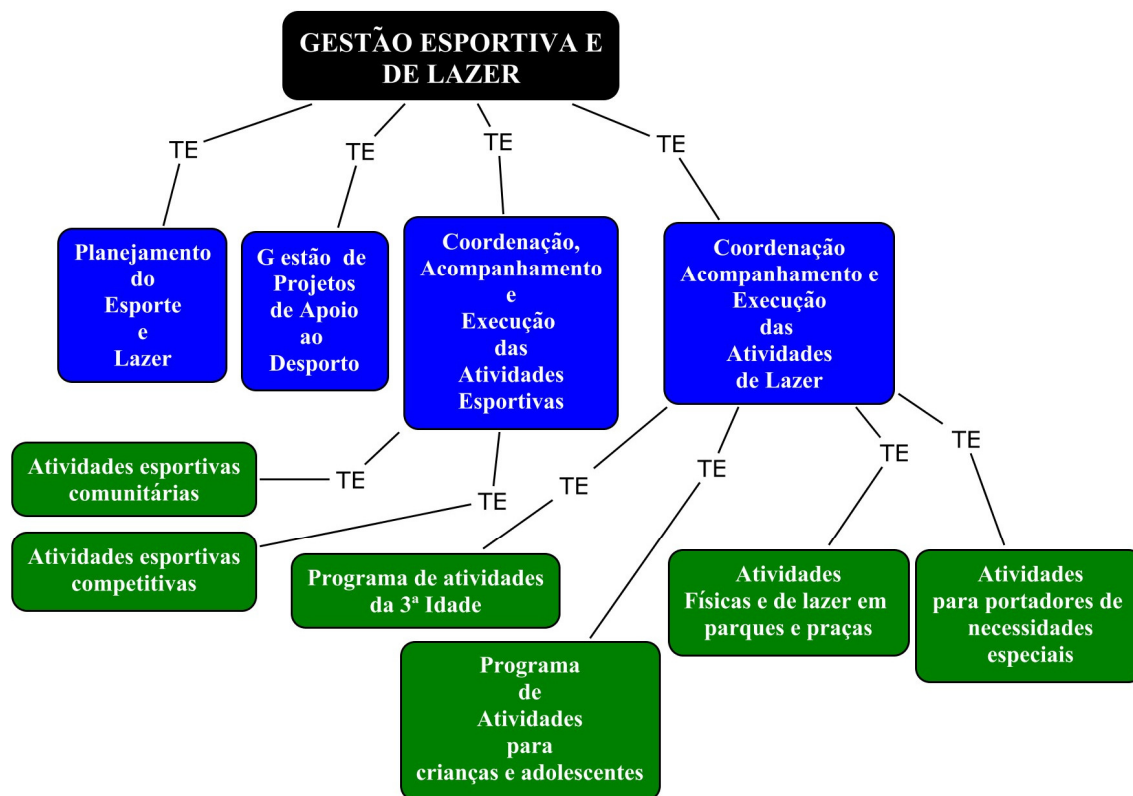 GESTÃO ESPORTIVA E
DE LAZER
TE
TE
TE
TE
Planejamento
do
Esporte
e
Lazer
G estão de
Projetos
de Apoio
ao
Desporto
Coordenação,
Acompanhamento
e
Execução
das
Atividades
Esportivas
Coordenação
Acompanhamento e
Execução
das
Atividades
de Lazer
TE
TE
TE
TE
TE
TE
Atividades esportivas
comunitárias
Atividades esportivas
competitivas
Programa de atividades
da 3ª Idade
Programa
de
Atividades
para
crianças e adolescentes
Atividades
Físicas e de lazer em
parques e praças
Atividades
para portadores de
necessidades
especiais